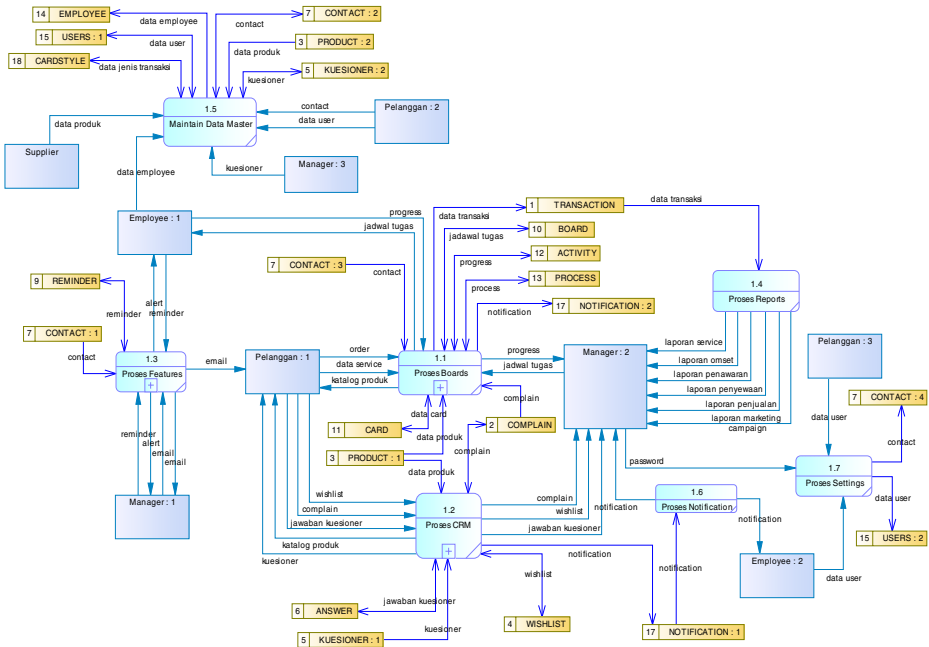 14 EMPLOYEE
data employee
15 USERS : 1
data user
18 CARDSTYLE
data jenis transaksi
7 CONTACT : 2
contact
3 PRODUCT : 2
data produk
5 KUESIONER : 2
kuesioner
1.5
Maintain Data Master
contact
data user
Pelanggan : 2
data produk
Supplier
kuesioner
Manager : 3
data employee
Employee : 1
progress
jadwal tugas
data transaksi
1 TRANSACTION
data transaksi
jadawal tugas
10 BOARD
progress
12 ACTIVITY
process
13 PROCESS
notification
17 NOTIFICATION : 2
7 CONTACT : 3
contact
9 REMINDER
reminder
alert
reminder
7 CONTACT : 1
contact
1.3
Proses Features
email
Pelanggan : 1
order
data service
katalog produk
1.1
Proses Boards
progress
jadwal tugas
Manager : 2
1.4
Proses Reports
laporan service
laporan omset
laporan penawaran
laporan penyewaan
laporan penjualan
laporan marketing
campaign
Pelanggan : 3
data user
7 CONTACT : 4
contact
complain
data card
11 CARD
data produk
2 COMPLAIN
complain
3 PRODUCT : 1
data produk
reminder
alert
email
email
Manager : 1
wishlist
complain
jawaban kuesioner
katalog produk
kuesioner
1.2
Proses CRM
complain
wishlist
jawaban kuesioner
notification
notification
password
1.7
Proses Settings
data user
15 USERS : 2
1.6
Proses Notification
notification
Employee : 2
data user
notification
wishlist
jawaban kuesioner
6 ANSWER
kuesioner
5 KUESIONER : 1
4 WISHLIST
17 NOTIFICATION : 1